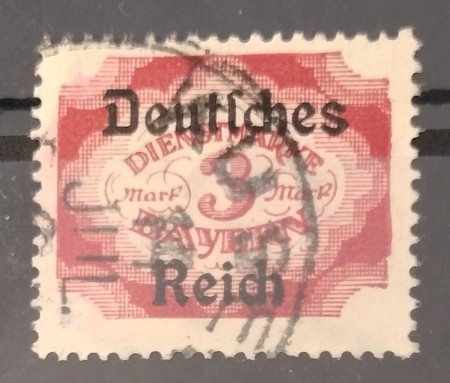 Deutsches
DIENSTMARKE
Mark 3 Mark
BAYERN
Reich